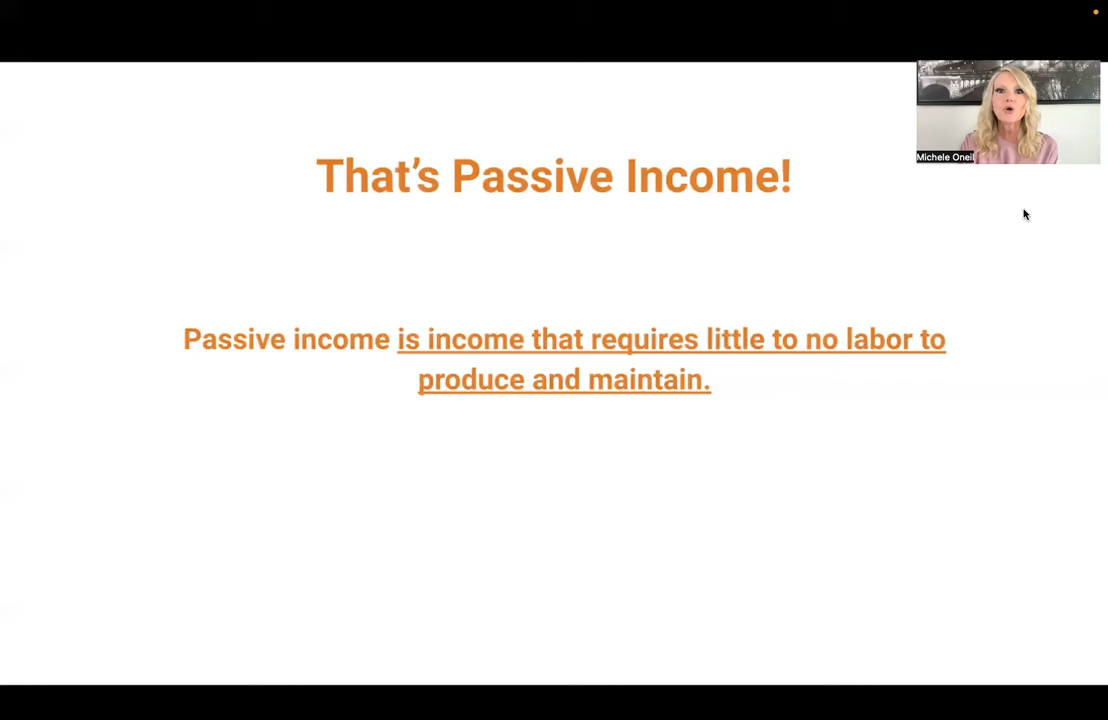 Michele Oneil
That’s Passive Income!
Passive income is income that requires little to no labor to
produce and maintain.